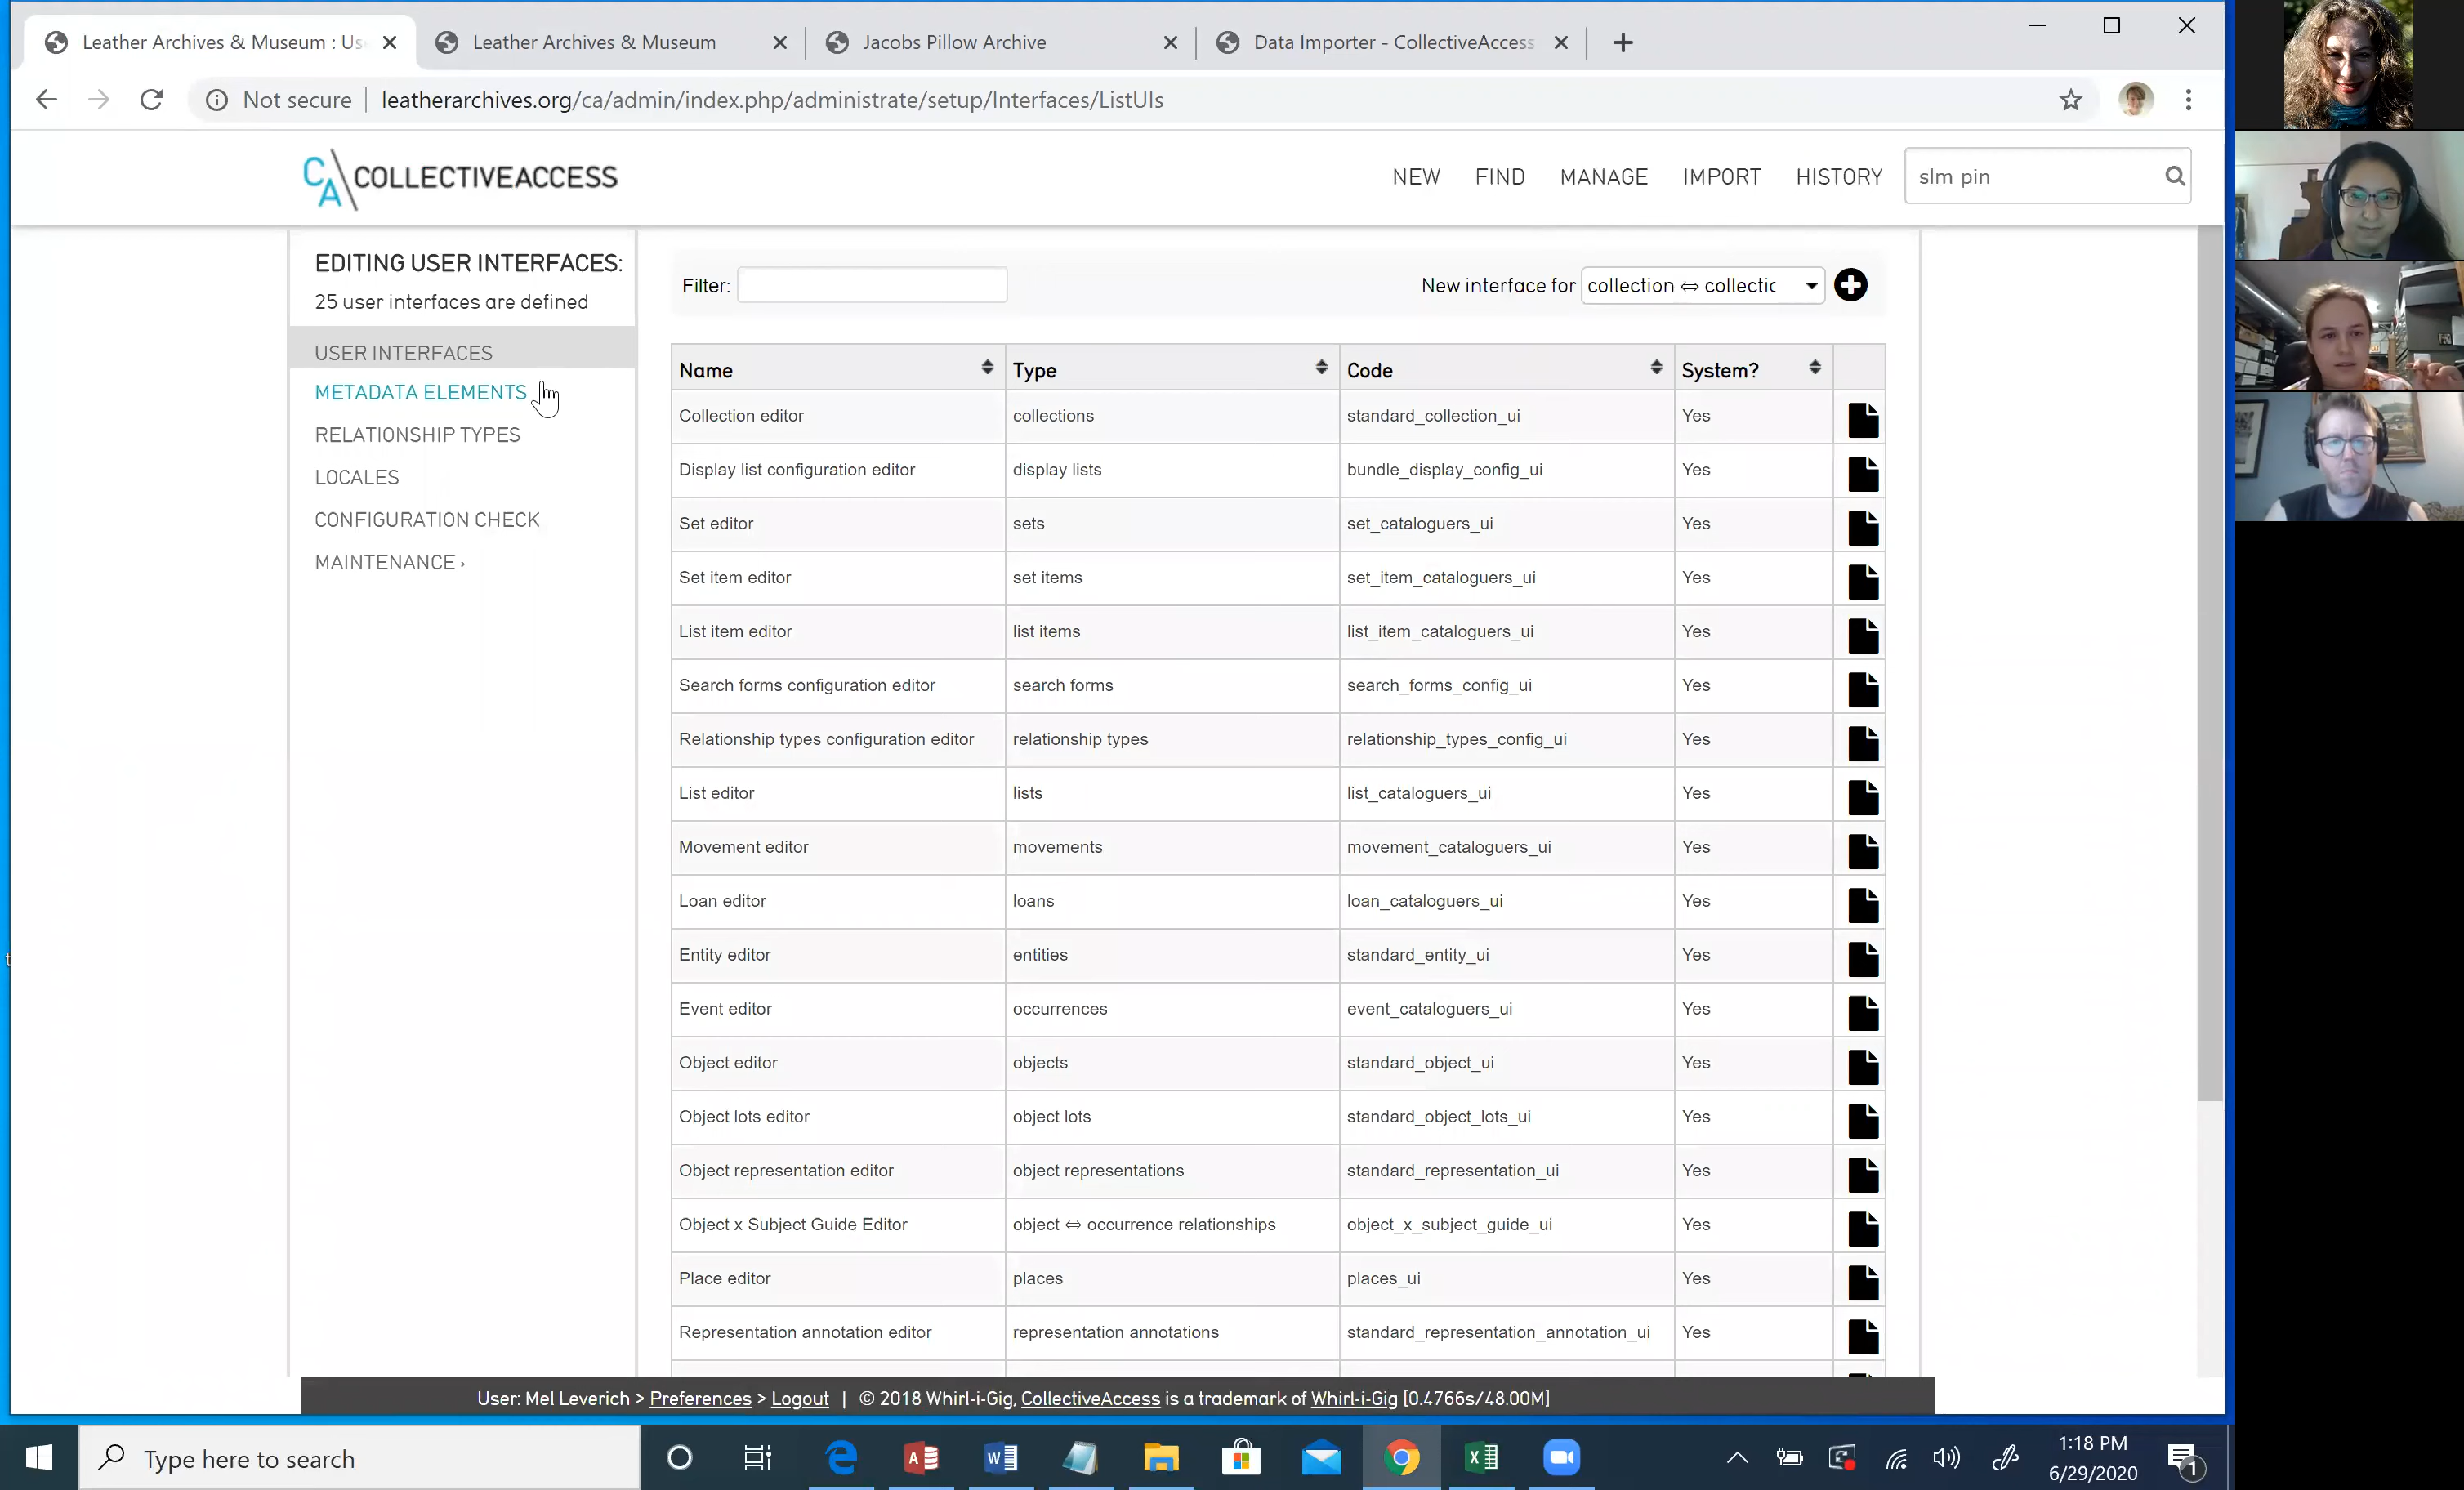 Leather Archives & Museum : Us
Leather Archives & Museum
Jacobs Pillow Archive
Data Importer - CollectiveAccess
Not secure | leatherarchives.org/ca/admin/index.php/administrate/setup/Interfaces/ListUIs
CA COLLECTIVEACCESS
NEW FIND MANAGE IMPORT HISTORY slm pin
EDITING USER INTERFACES:
25 user interfaces are defined
USER INTERFACES
METADATA ELEMENTS
RELATIONSHIP TYPES
LOCALES
CONFIGURATION CHECK
MAINTENANCE ›
Filter: New interface for collection ⇔ collectic
Name Type Code System?
Collection editor collections standard_collection_ui Yes
Display list configuration editor display lists bundle_display_config_ui Yes
Set editor sets set_cataloguers_ui Yes
Set item editor set items set_item_cataloguers_ui Yes
List item editor list items list_item_cataloguers_ui Yes
Search forms configuration editor search forms search_forms_config_ui Yes
Relationship types configuration editor relationship types relationship_types_config_ui Yes
List editor lists list_cataloguers_ui Yes
Movement editor movements movement_cataloguers_ui Yes
Loan editor loans loan_cataloguers_ui Yes
Entity editor entities standard_entity_ui Yes
Event editor occurrences event_cataloguers_ui Yes
Object editor objects standard_object_ui Yes
Object lots editor object lots standard_object_lots_ui Yes
Object representation editor object representations standard_representation_ui Yes
Object x Subject Guide Editor object ⇔ occurrence relationships object_x_subject_guide_ui Yes
Place editor places places_ui Yes
Representation annotation editor representation annotations standard_representation_annotation_ui Yes
User: Mel Leverich > Preferences > Logout | © 2018 Whirl-i-Gig, CollectiveAccess is a trademark of Whirl-i-Gig [0.4766s/48.00M]
Type here to search
1:18 PM
6/29/2020
1